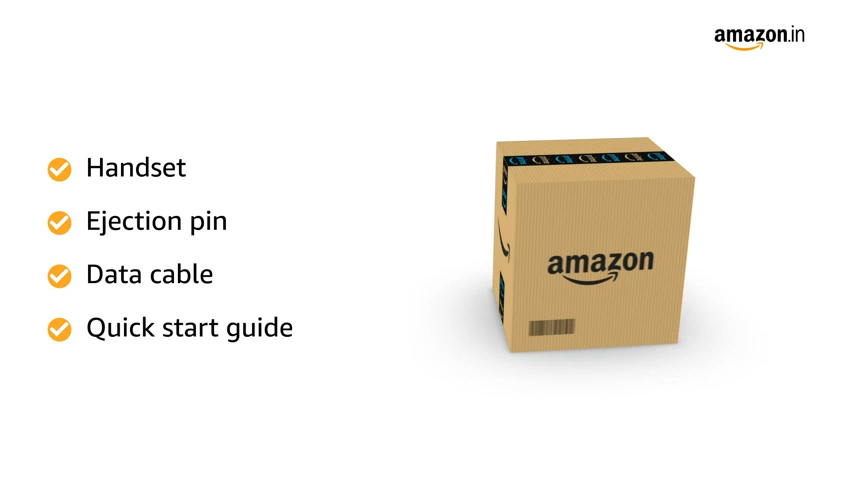 amazon.in
Handset
Ejection pin
Data cable
Quick start guide
amazon